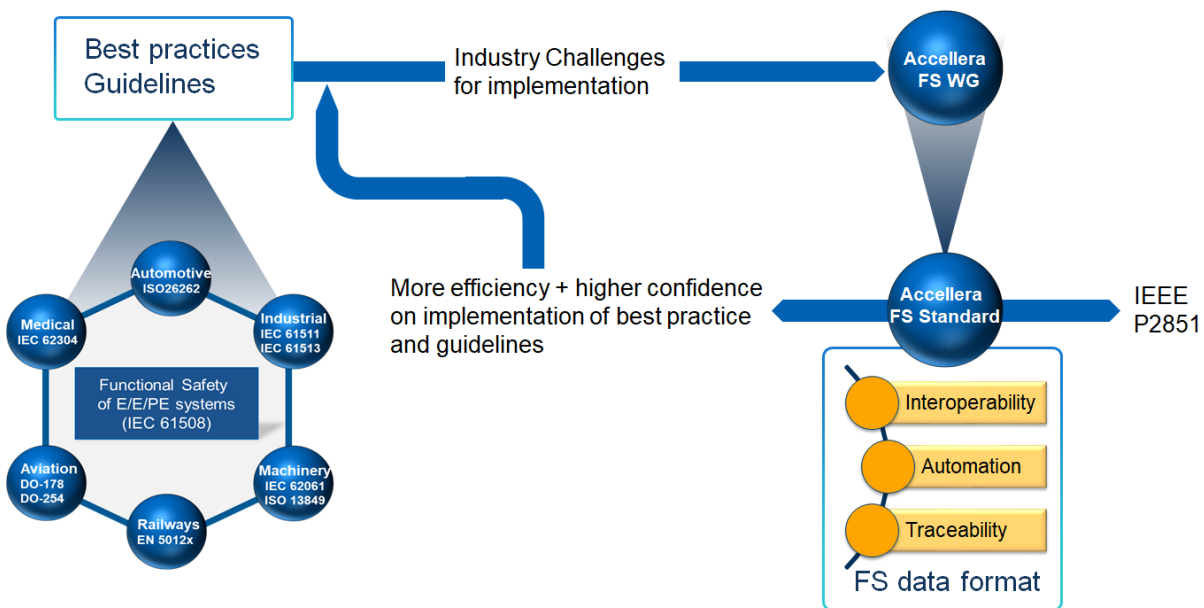 Best practices
Guidelines
Industry Challenges
for implementation
Accellera
FS WG
Automotive
ISO26262
Medical
IEC 62304
Industrial
IEC 61511
IEC 61513
Functional Safety
of E/E/PE systems
(IEC 61508)
Aviation
DO-178
DO-254
Machinery
IEC 62061
ISO 13849
Railways
EN 5012x
More efficiency + higher confidence
on implementation of best practice
and guidelines
Accellera
FS Standard
IEEE
P2851
Interoperability
Automation
Traceability
FS data format